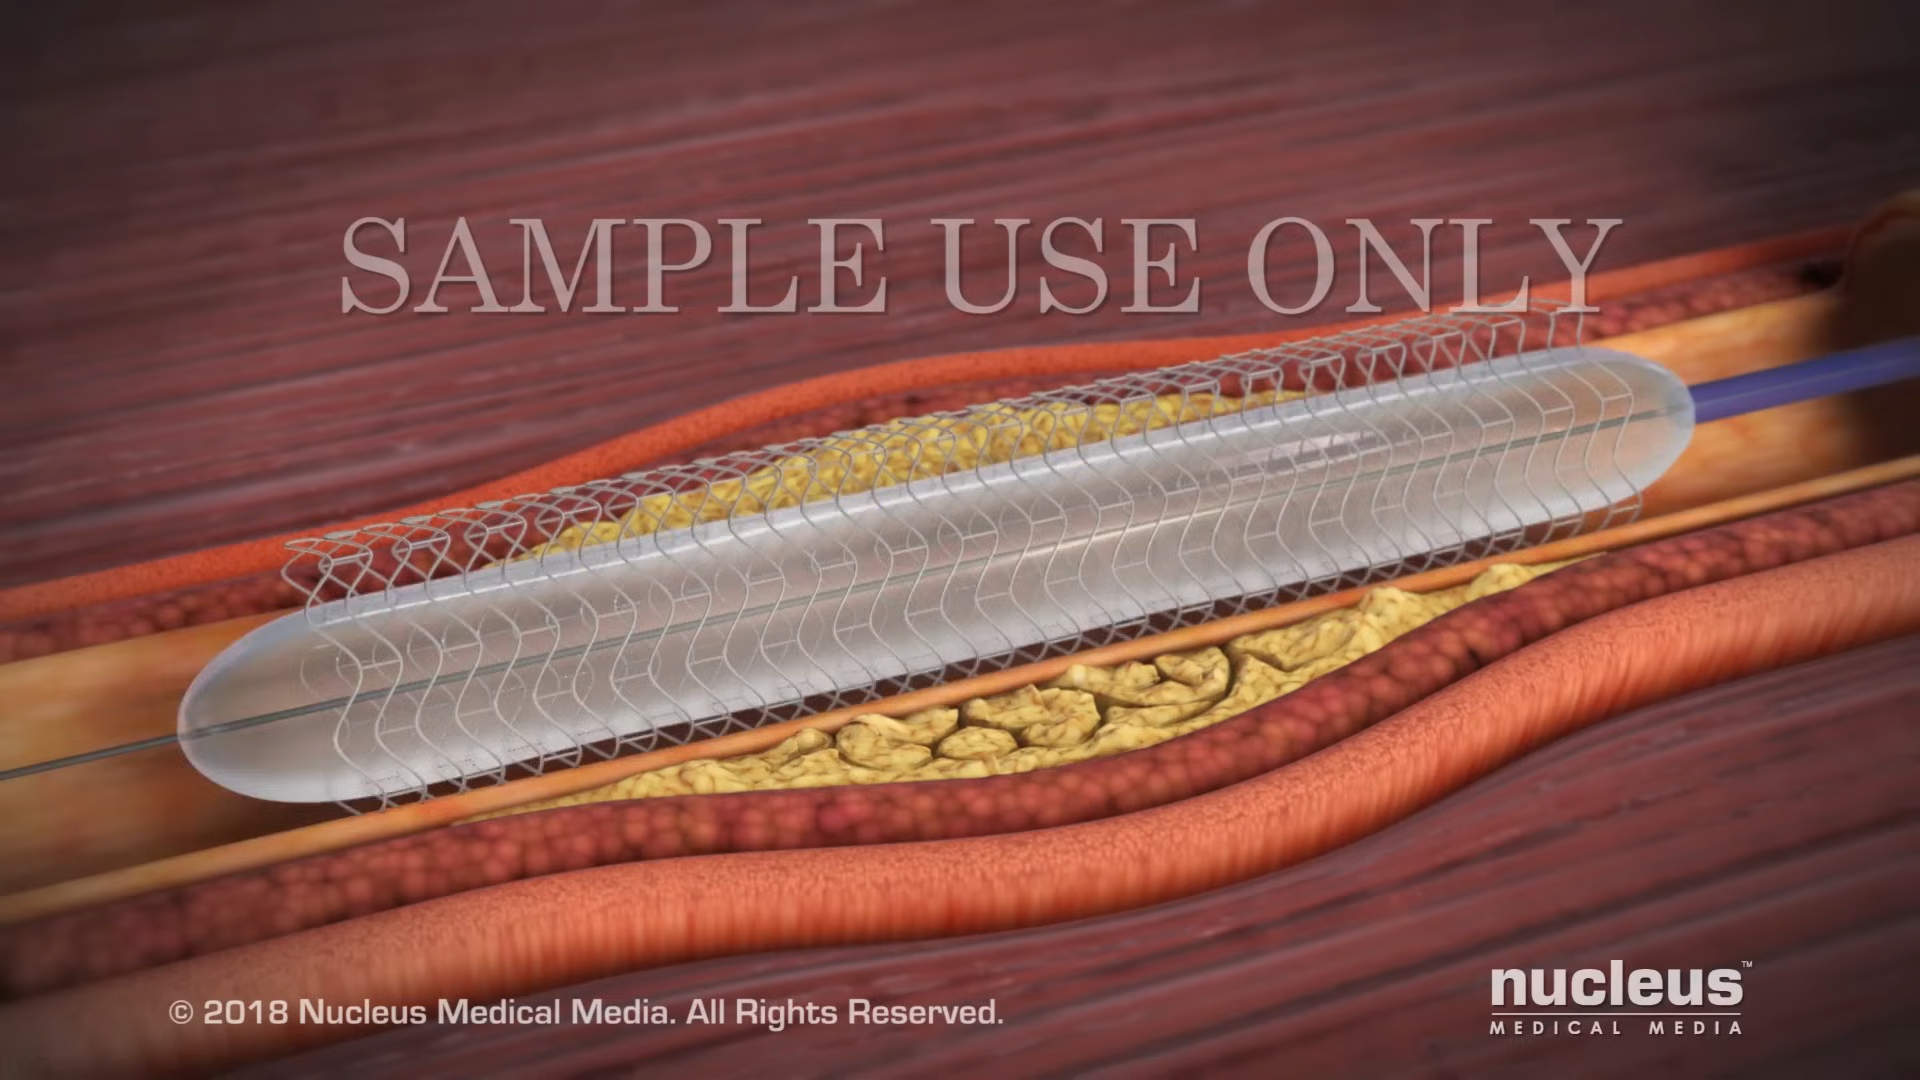 SAMPLE USE ONLY
© 2018 Nucleus Medical Media. All Rights Reserved.
nucleus™
MEDICAL MEDIA